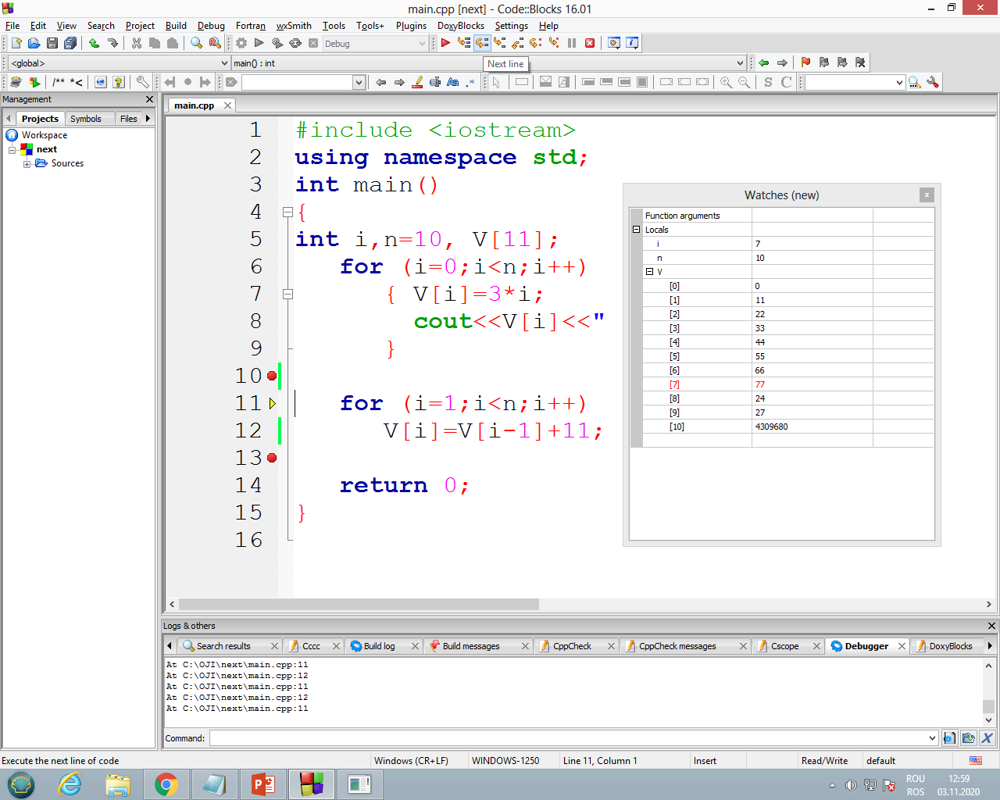 main.cpp [next] - Code::Blocks 16.01
File Edit View Search Project Build Debug Fortran wxSmith Tools Tools+ Plugins DoxyBlocks Settings Help
Debug
<global> main() : int
Next line
/** *< Aa .* S C
Management
Projects Symbols Files
Workspace
next
Sources
main.cpp
1 #include <iostream>
2 using namespace std;
3 int main()
4 {
5 int i,n=10, V[11];
6 for (i=0;i<n;i++)
7 { V[i]=3*i;
8 cout<<V[i]<<"
9 }
10
11 for (i=1;i<n;i++)
12 V[i]=V[i-1]+11;
13
14 return 0;
15 }
16
Watches (new)
Function arguments
Locals
i 7
n 10
V
[0] 0
[1] 11
[2] 22
[3] 33
[4] 44
[5] 55
[6] 66
[7] 77
[8] 24
[9] 27
[10] 4309680
Logs & others
Search results Cccc Build log Build messages CppCheck CppCheck messages Cscope Debugger DoxyBlocks
At C:\OJI\next\main.cpp:11
At C:\OJI\next\main.cpp:12
At C:\OJI\next\main.cpp:11
At C:\OJI\next\main.cpp:12
At C:\OJI\next\main.cpp:11
Command:
Execute the next line of code Windows (CR+LF) WINDOWS-1250 Line 11, Column 1 Insert Read/Write default
ROU 12:59
ROS 03.11.2020